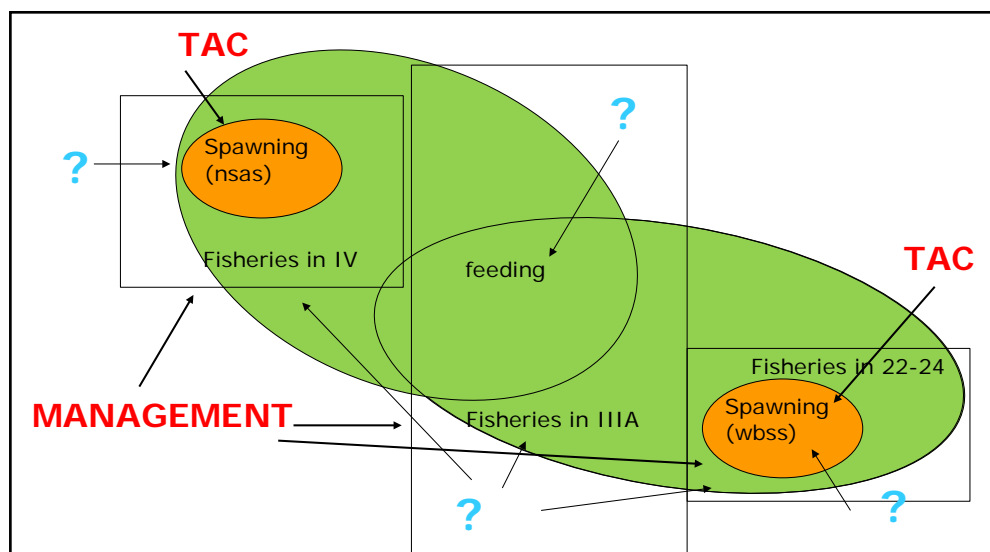 TAC
?
Spawning
(nsas)
?
Fisheries in IV
feeding
TAC
Fisheries in 22-24
MANAGEMENT
Fisheries in IIIA
Spawning
(wbss)
?
?